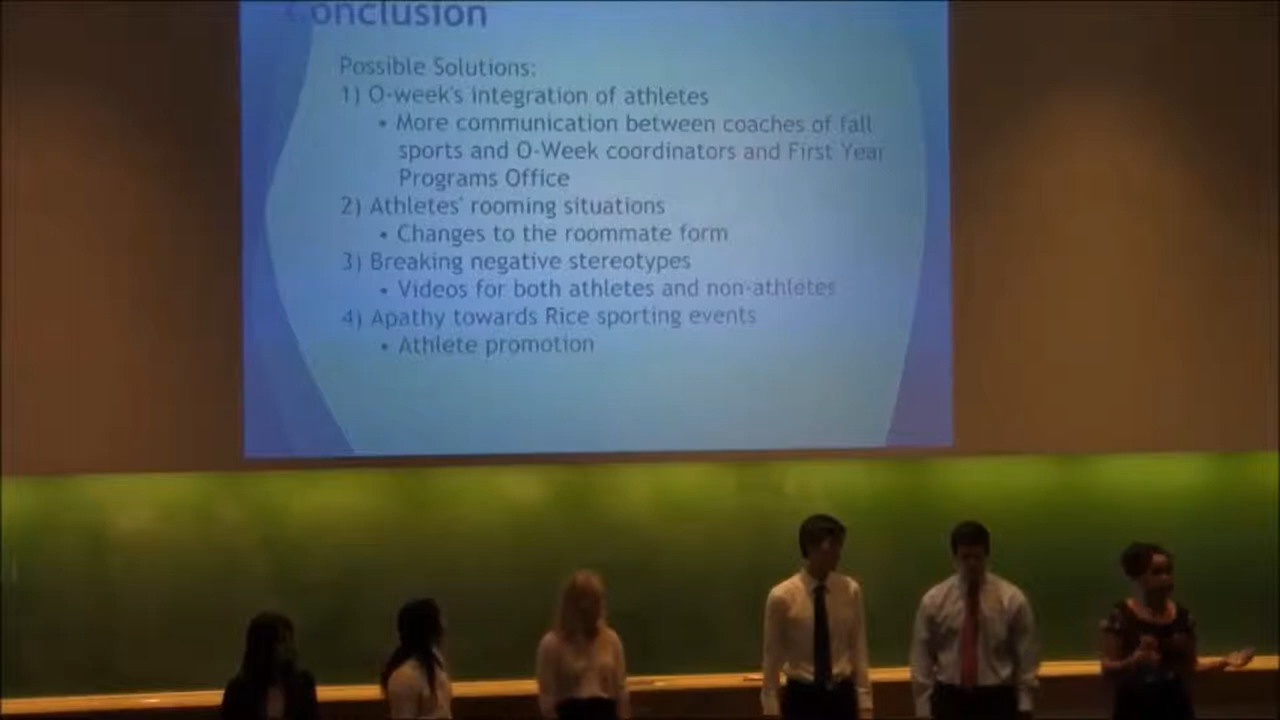 Conclusion
Possible Solutions:
1) O-week's integration of athletes
• More communication between coaches of fall
sports and O-Week coordinators and First Year
Programs Office
2) Athletes' rooming situations
• Changes to the roommate form
3) Breaking negative stereotypes
• Videos for both athletes and non-athletes
4) Apathy towards Rice sporting events
• Athlete promotion